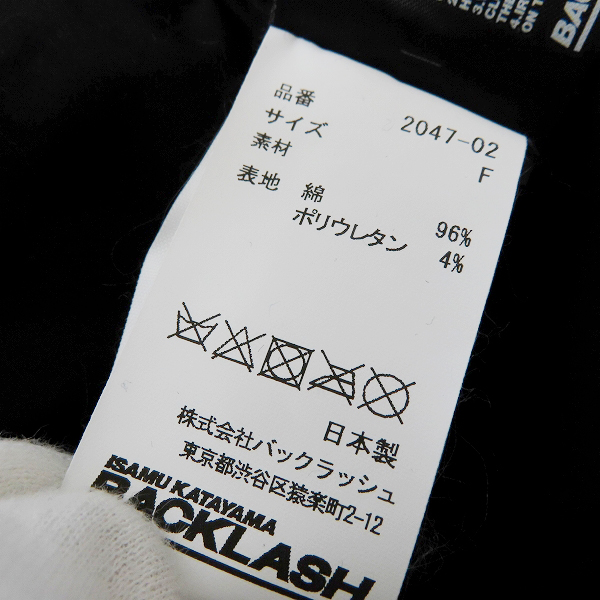 品番 2047-02
サイズ F
素材
表地 綿 96%
ポリウレタン 4%
日本製
株式会社バックラッシュ
東京都渋谷区猿楽町2-12
ISAMU KATAYAMA
BACKLASH